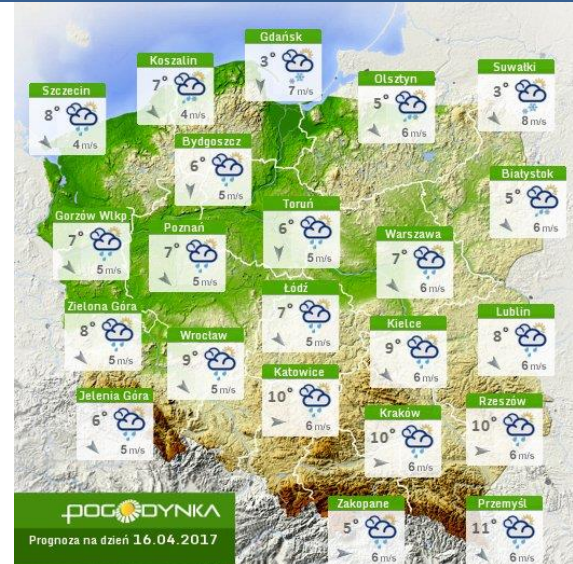 Gdańsk
3°
7 m/s
Koszalin
7°
4 m/s
Suwałki
3°
8 m/s
Olsztyn
5°
6 m/s
Szczecin
8°
4 m/s
Bydgoszcz
6°
5 m/s
Białystok
5°
6 m/s
Toruń
6°
5 m/s
Gorzów Wlkp
7°
5 m/s
Poznań
7°
5 m/s
Warszawa
7°
6 m/s
Łódź
7°
5 m/s
Zielona Góra
8°
5 m/s
Lublin
8°
6 m/s
Kielce
9°
6 m/s
Wrocław
9°
5 m/s
Katowice
10°
6 m/s
Jelenia Góra
6°
5 m/s
Rzeszów
10°
6 m/s
Kraków
10°
6 m/s
Zakopane
5°
6 m/s
Przemyśl
11°
6 m/s
POGODYNKA
Prognoza na dzień 16.04.2017